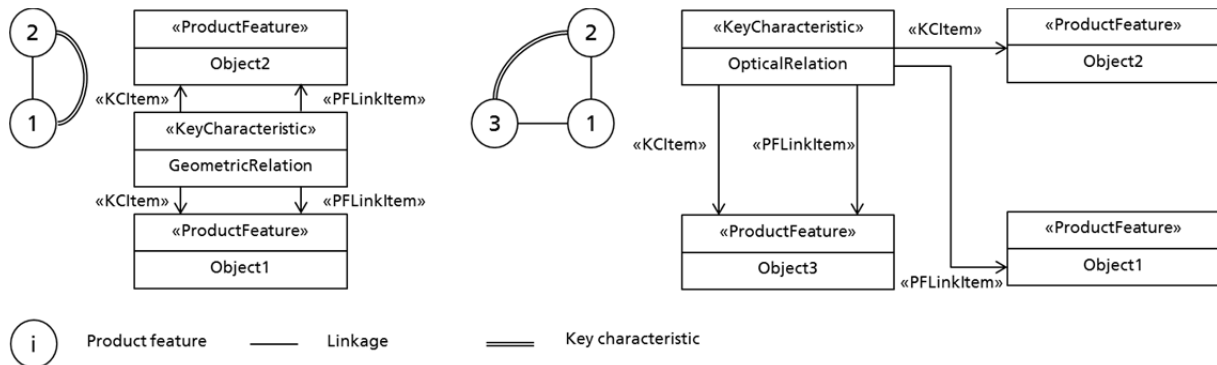 2
1
«ProductFeature»
Object2
«KCItem»
«PFLinkItem»
«KeyCharacteristic»
GeometricRelation
«KCItem»
«PFLinkItem»
«ProductFeature»
Object1
2
3
1
«KeyCharacteristic»
OpticalRelation
«KCItem»
«ProductFeature»
Object2
«KCItem»
«PFLinkItem»
«ProductFeature»
Object3
«PFLinkItem»
«ProductFeature»
Object1
i
Product feature
Linkage
Key characteristic